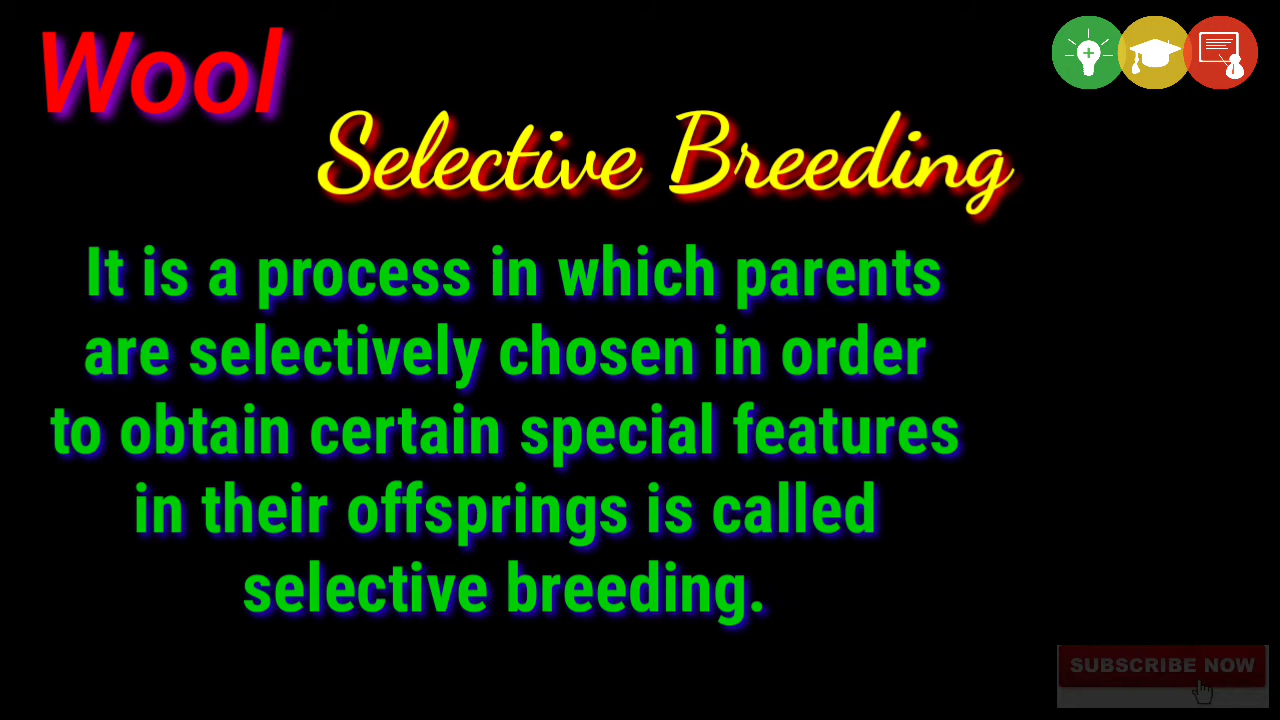 Wool
Selective Breeding
It is a process in which parents
are selectively chosen in order
to obtain certain special features
in their offsprings is called
selective breeding.
SUBSCRIBE NOW